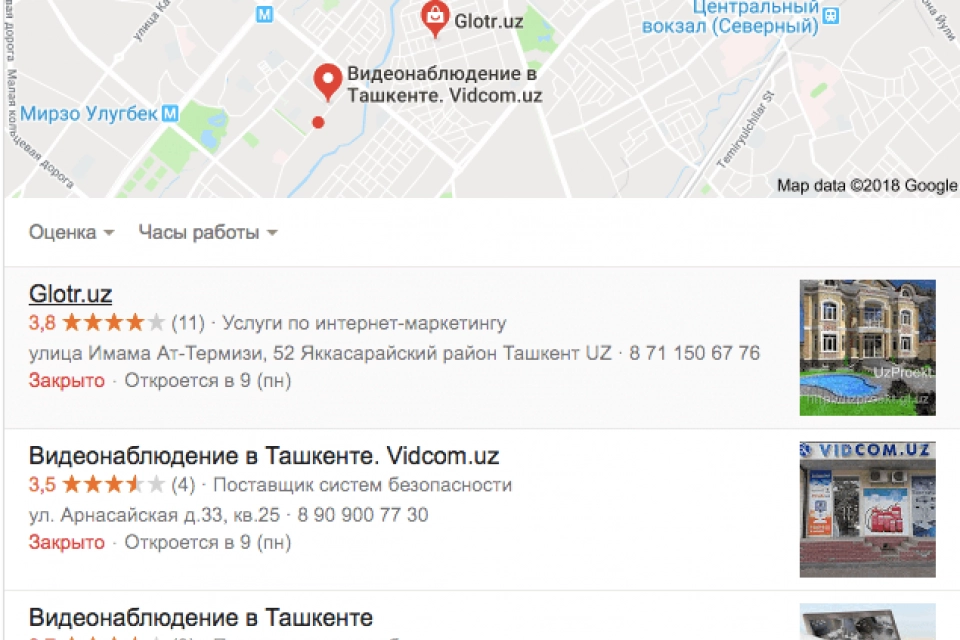 Центральный
вокзал (Северный)
улица Ка
M
Glotr.uz
Видеонаблюдение в
Ташкенте. Vidcom.uz
Мирзо Улугбек M
Малая кольцевая дорога
Temiryulchilar St
Map data ©2018 Google
Оценка Часы работы
Glotr.uz
3,8 (11) · Услуги по интернет-маркетингу
улица Имама Ат-Термизи, 52 Яккасарайский район Ташкент UZ · 8 71 150 67 76
Закрыто · Откроется в 9 (пн)
UzProekt
Видеонаблюдение в Ташкенте. Vidcom.uz
3,5 (4) · Поставщик систем безопасности
ул. Арнасайская д.33, кв.25 · 8 90 900 77 30
Закрыто · Откроется в 9 (пн)
VIDCOM.UZ
Видеонаблюдение в Ташкенте